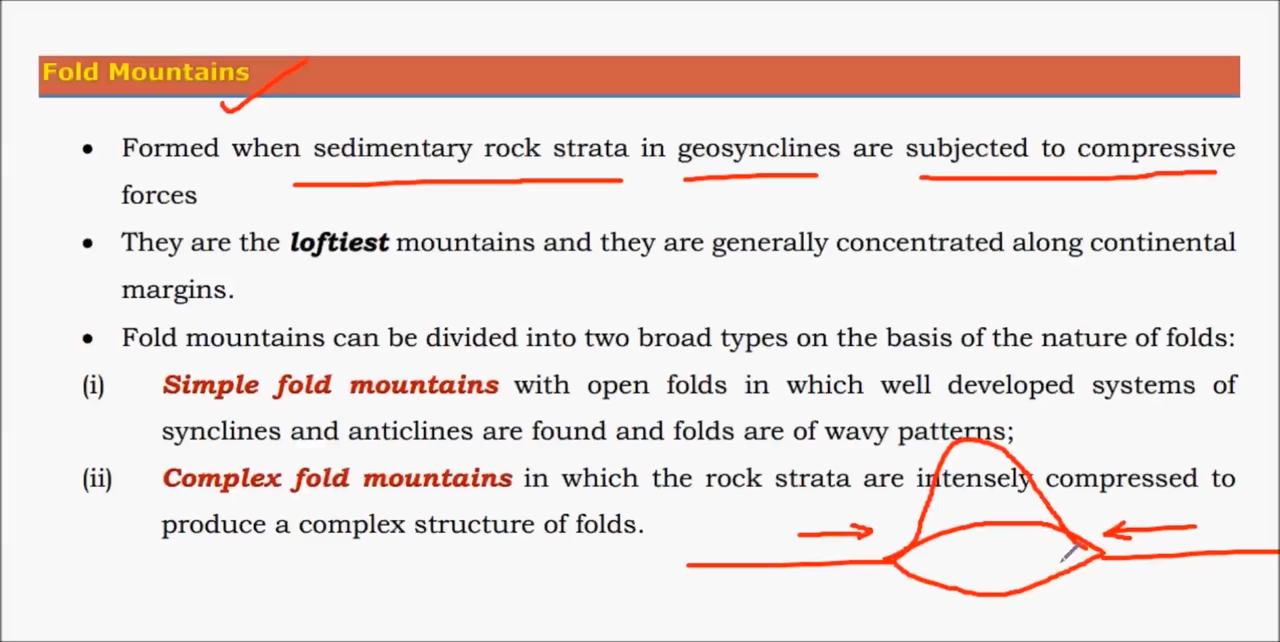 Fold Mountains
• Formed when sedimentary rock strata in geosynclines are subjected to compressive
forces
• They are the loftiest mountains and they are generally concentrated along continental
margins.
• Fold mountains can be divided into two broad types on the basis of the nature of folds:
(i) Simple fold mountains with open folds in which well developed systems of
synclines and anticlines are found and folds are of wavy patterns;
(ii) Complex fold mountains in which the rock strata are intensely compressed to
produce a complex structure of folds.